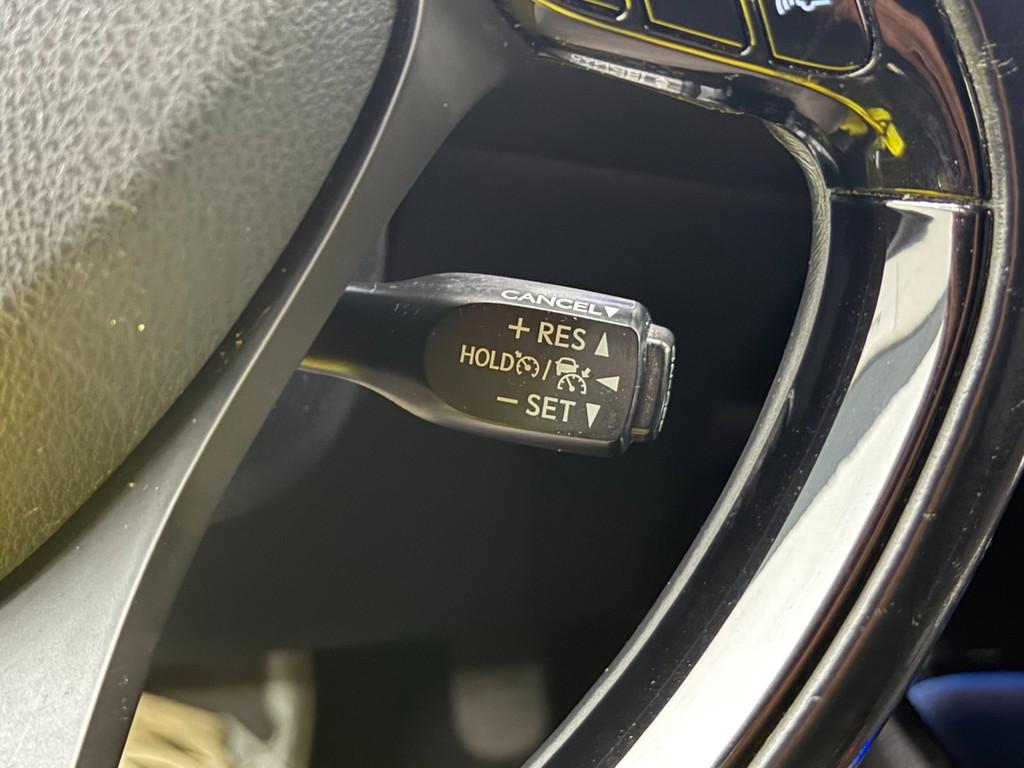 CANCEL▼
+ RES ▲
HOLD / ◄
− SET ▼